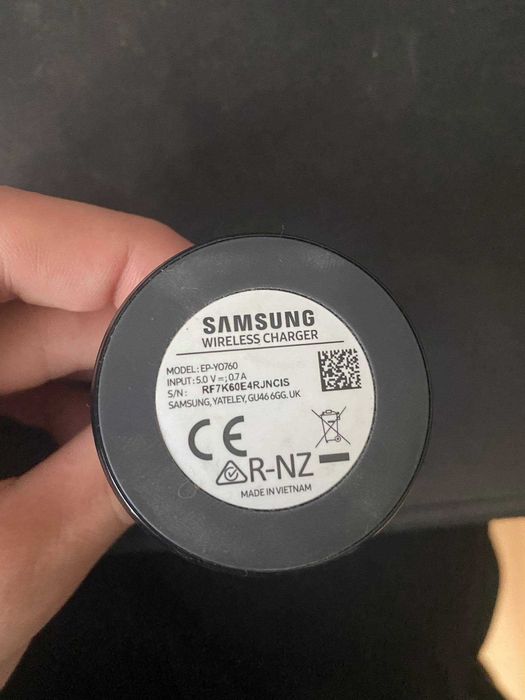 SAMSUNG
WIRELESS CHARGER
MODEL: EP-YO760
INPUT: 5.0 V ⎓; 0.7 A
S/N: RF7K60E4RJNCIS
SAMSUNG, YATELEY, GU46 6GG. UK
CE
R-NZ
MADE IN VIETNAM